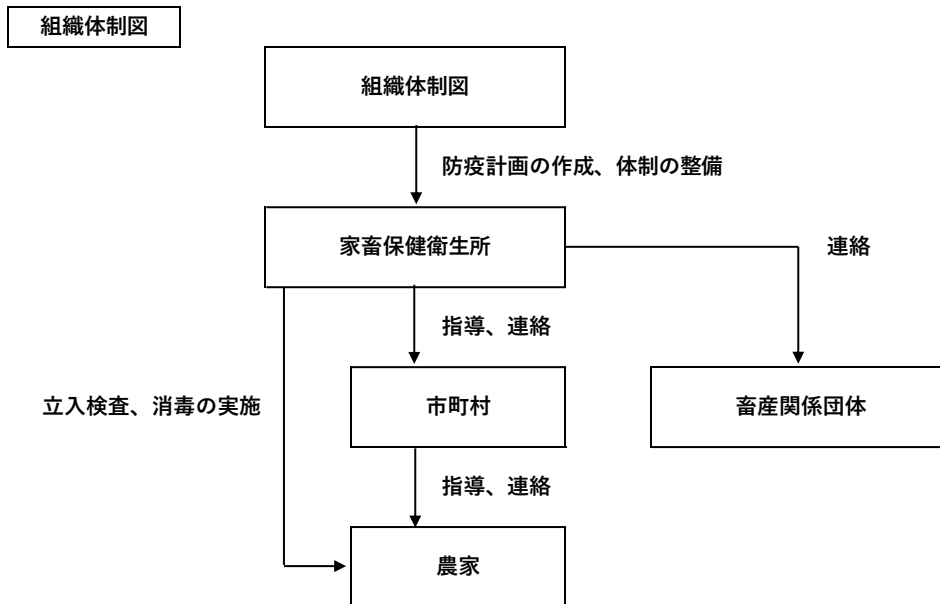 組織体制図
組織体制図
防疫計画の作成、体制の整備
家畜保健衛生所
連絡
指導、連絡
立入検査、消毒の実施
市町村
畜産関係団体
指導、連絡
農家